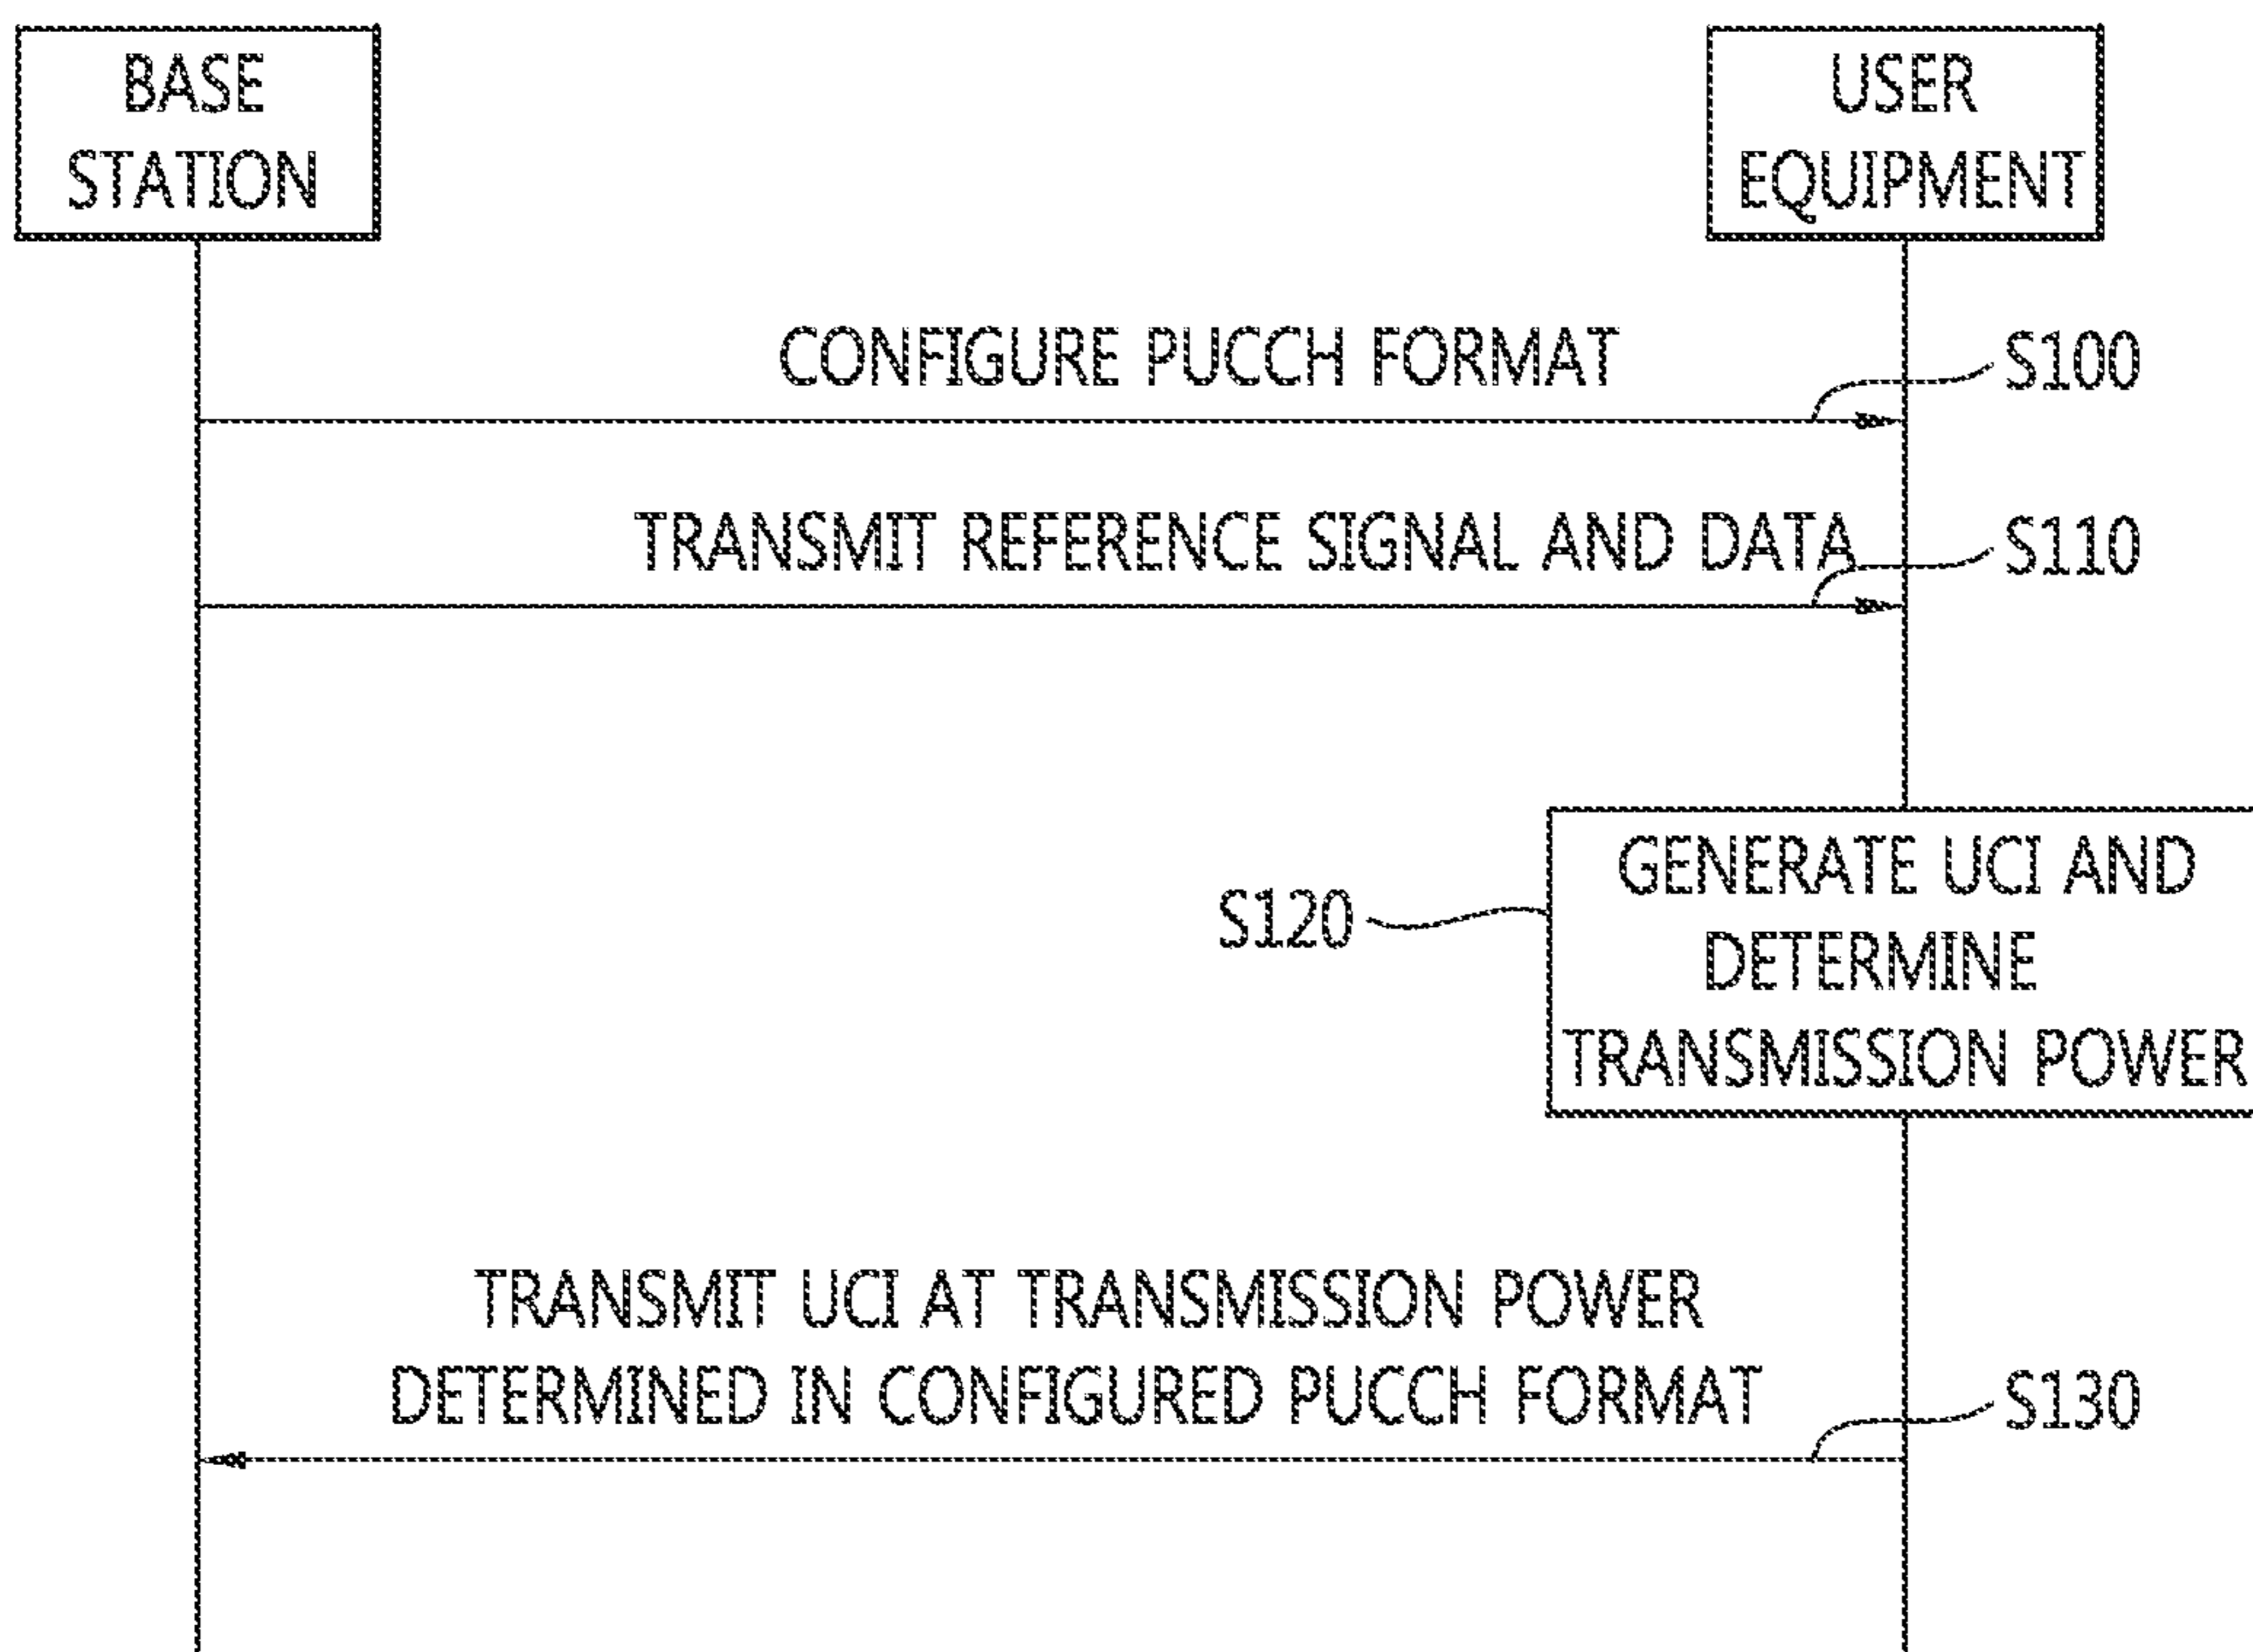 BASE
STATION
USER
EQUIPMENT
CONFIGURE PUCCH FORMAT
S100
TRANSMIT REFERENCE SIGNAL AND DATA
S110
S120
GENERATE UCI AND
DETERMINE
TRANSMISSION POWER
TRANSMIT UCI AT TRANSMISSION POWER
DETERMINED IN CONFIGURED PUCCH FORMAT
S130